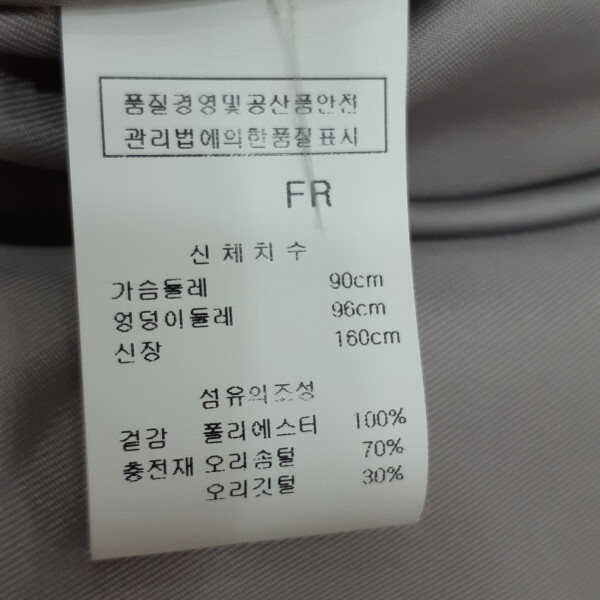 품질경영및공산품안전
관리법에의한품질표시
FR
신체치수
가슴둘레 90cm
엉덩이둘레 96cm
신장 160cm
섬유의조성
겉감 폴리에스터 100%
충전재 오리솜털 70%
오리깃털 30%